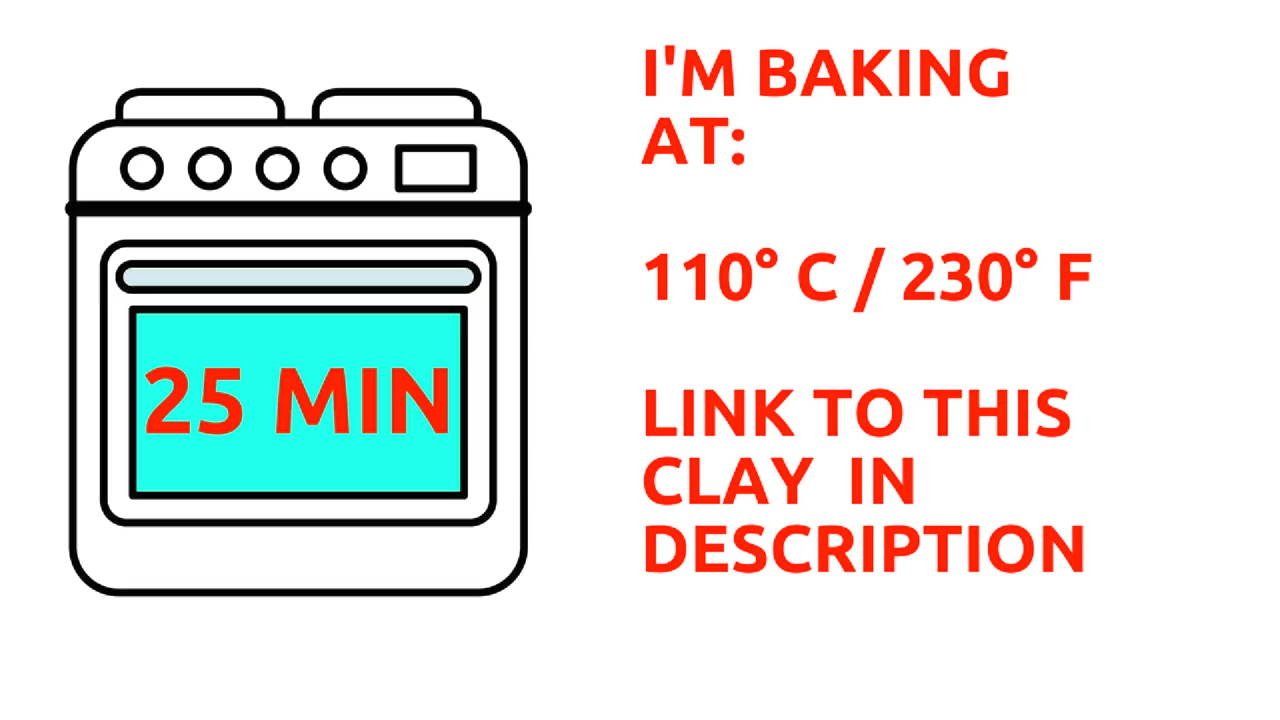 25 MIN
I'M BAKING
AT:
110° C / 230° F
LINK TO THIS
CLAY IN
DESCRIPTION